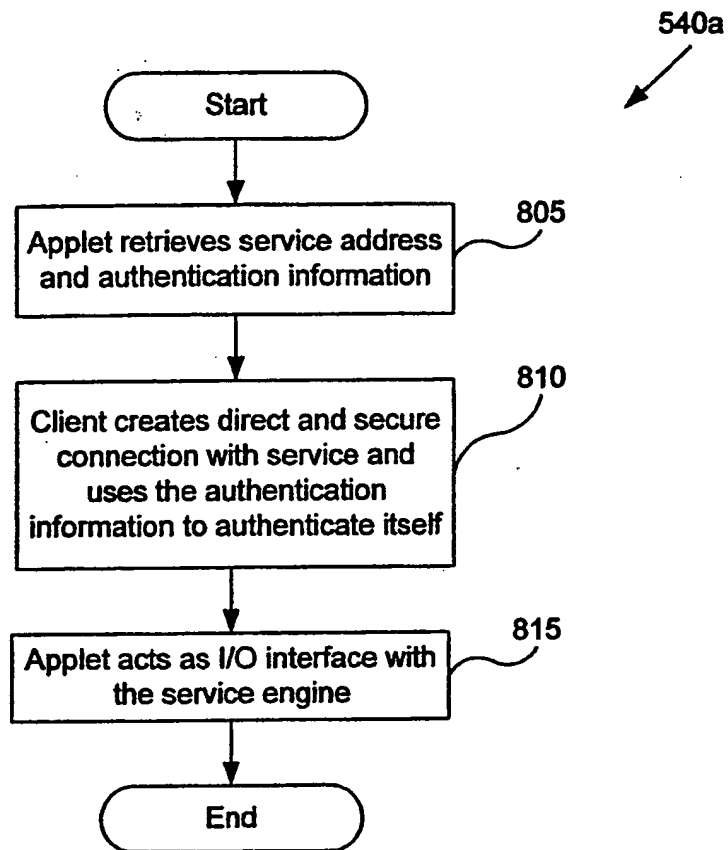 540a
Start
805
Applet retrieves service address
and authentication information
810
Client creates direct and secure
connection with service and
uses the authentication
information to authenticate itself
815
Applet acts as I/O interface with
the service engine
End